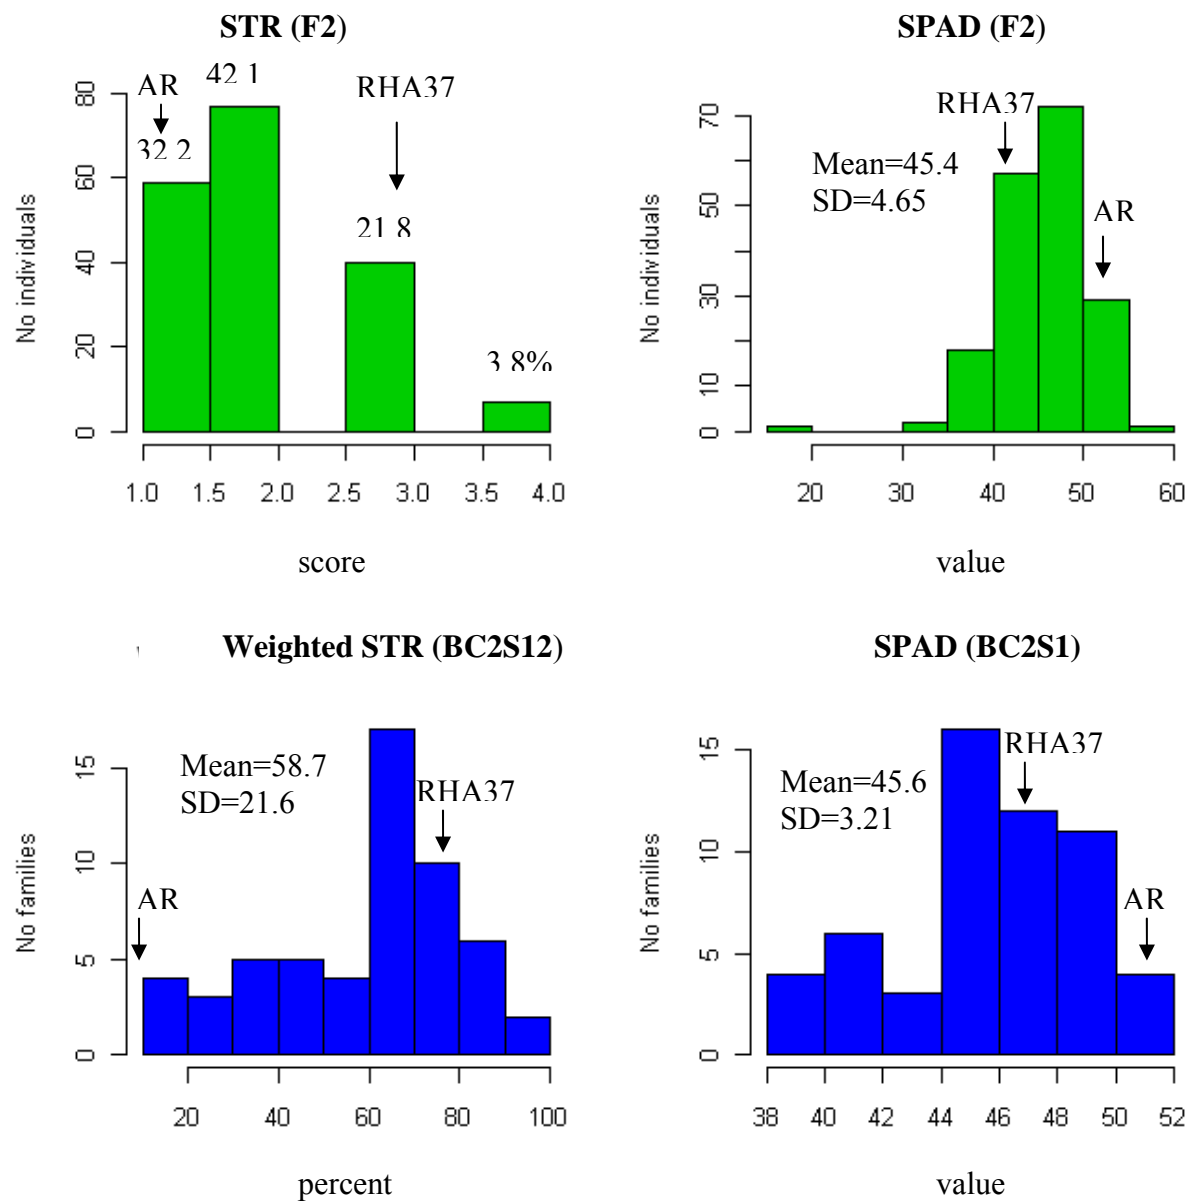 STR (F2)
SPAD (F2)
80
60
40
20
0
No individuals
AR
32.2
42.1
RHA37
21.8
3.8%
1.0 1.5 2.0 2.5 3.0 3.5 4.0
score
70
50
30
10
0
No individuals
RHA37
Mean=45.4
SD=4.65
AR
20 30 40 50 60
value
Weighted STR (BC2S12)
SPAD (BC2S1)
15
10
5
0
No families
Mean=58.7
SD=21.6
RHA37
AR
20 40 60 80 100
percent
15
10
5
0
No families
RHA37
Mean=45.6
SD=3.21
AR
38 40 42 44 46 48 50 52
value